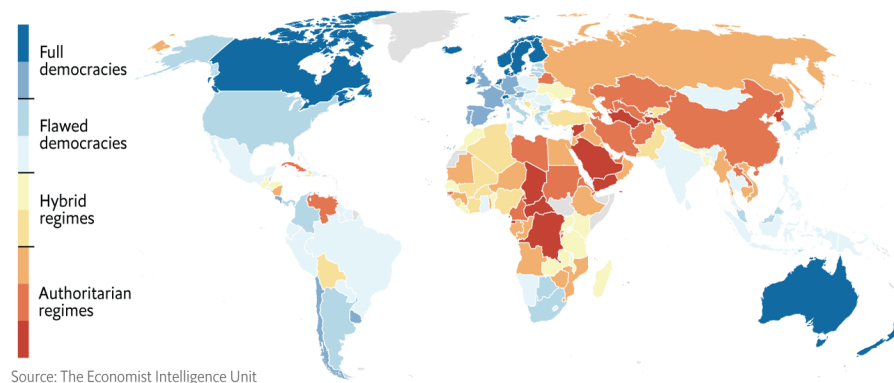 Full
democracies
Flawed
democracies
Hybrid
regimes
Authoritarian
regimes
Source: The Economist Intelligence Unit